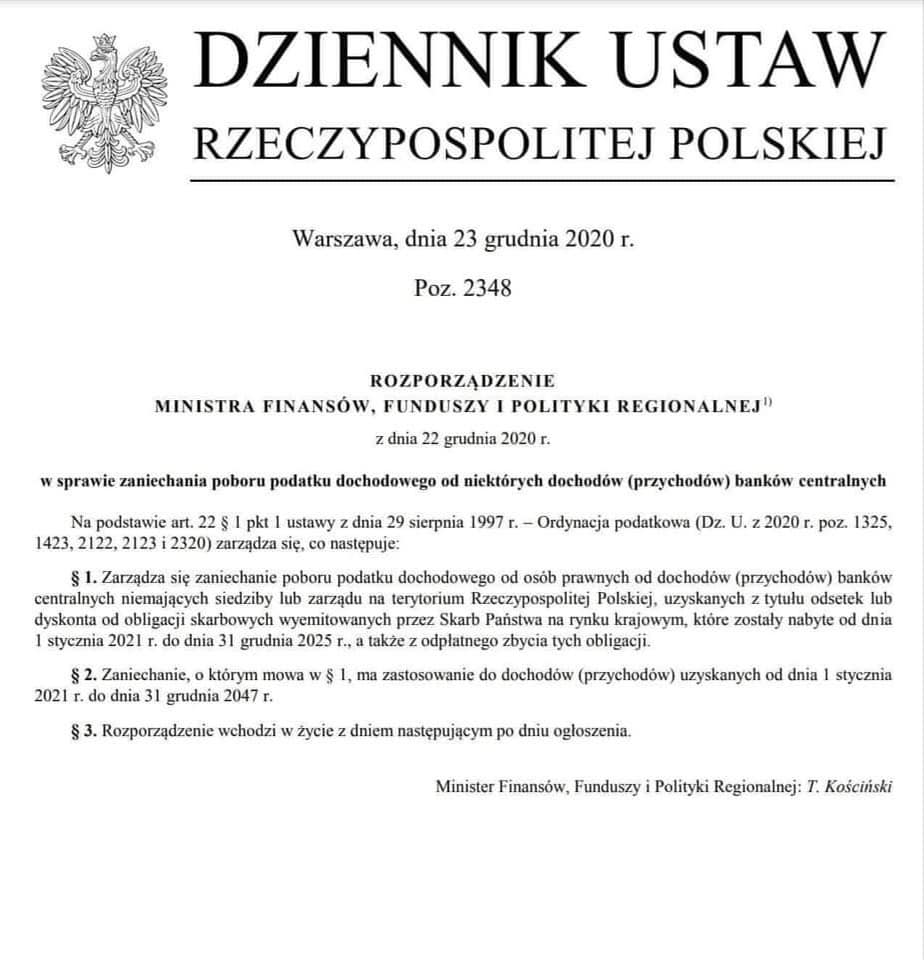 DZIENNIK USTAW
RZECZYPOSPOLITEJ POLSKIEJ
Warszawa, dnia 23 grudnia 2020 r.
Poz. 2348
ROZPORZĄDZENIE
MINISTRA FINANSÓW, FUNDUSZY I POLITYKI REGIONALNEJ1)
z dnia 22 grudnia 2020 r.
w sprawie zaniechania poboru podatku dochodowego od niektórych dochodów (przychodów) banków centralnych
Na podstawie art. 22 § 1 pkt 1 ustawy z dnia 29 sierpnia 1997 r. – Ordynacja podatkowa (Dz. U. z 2020 r. poz. 1325,
1423, 2122, 2123 i 2320) zarządza się, co następuje:
§ 1. Zarządza się zaniechanie poboru podatku dochodowego od osób prawnych od dochodów (przychodów) banków
centralnych niemających siedziby lub zarządu na terytorium Rzeczypospolitej Polskiej, uzyskanych z tytułu odsetek lub
dyskonta od obligacji skarbowych wyemitowanych przez Skarb Państwa na rynku krajowym, które zostały nabyte od dnia
1 stycznia 2021 r. do dnia 31 grudnia 2025 r., a także z odpłatnego zbycia tych obligacji.
§ 2. Zaniechanie, o którym mowa w § 1, ma zastosowanie do dochodów (przychodów) uzyskanych od dnia 1 stycznia
2021 r. do dnia 31 grudnia 2047 r.
§ 3. Rozporządzenie wchodzi w życie z dniem następującym po dniu ogłoszenia.
Minister Finansów, Funduszy i Polityki Regionalnej: T. Kościński